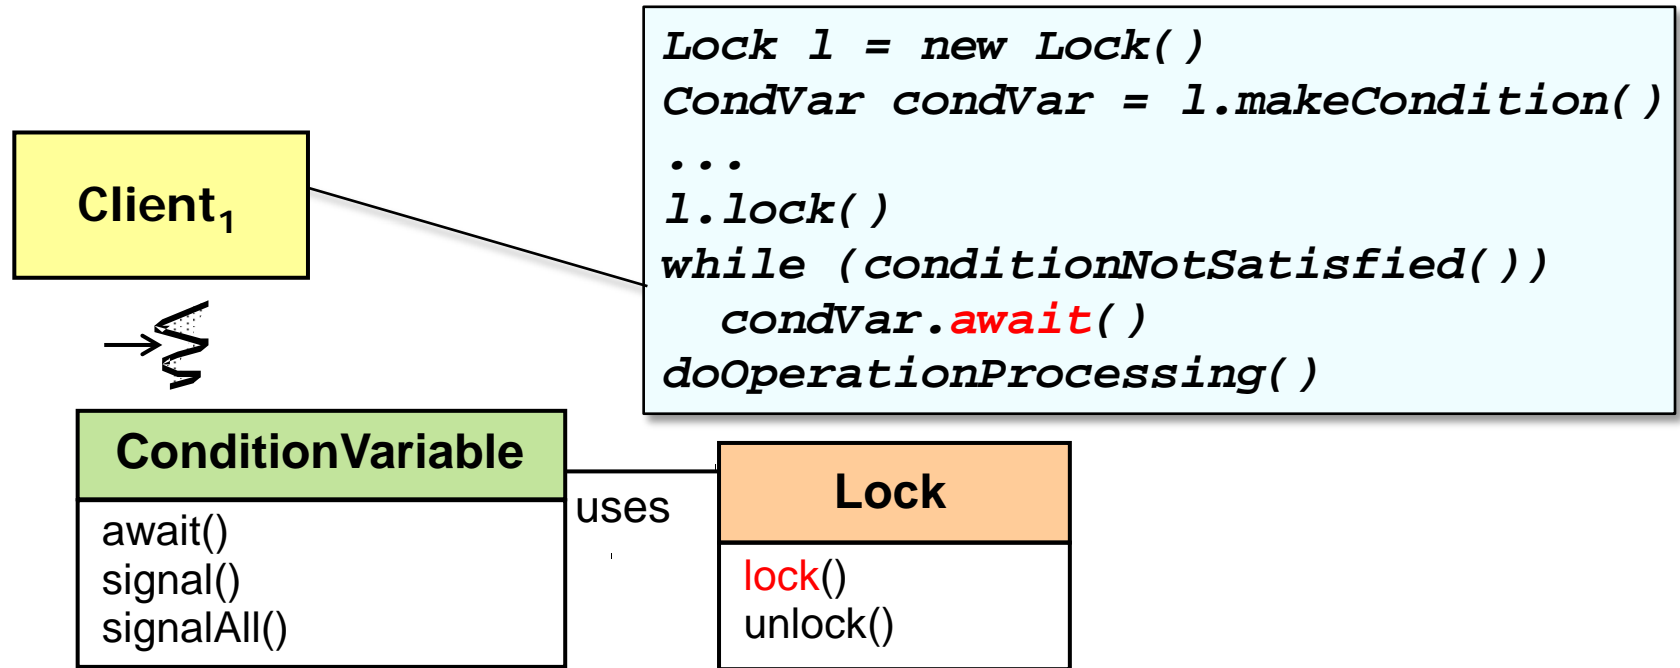 Lock l = new Lock()
CondVar condVar = l.makeCondition()
...
l.lock()
while (conditionNotSatisfied())
condVar.await()
doOperationProcessing()
Client₁
ConditionVariable
await()
signal()
signalAll()
uses
Lock
lock()
unlock()